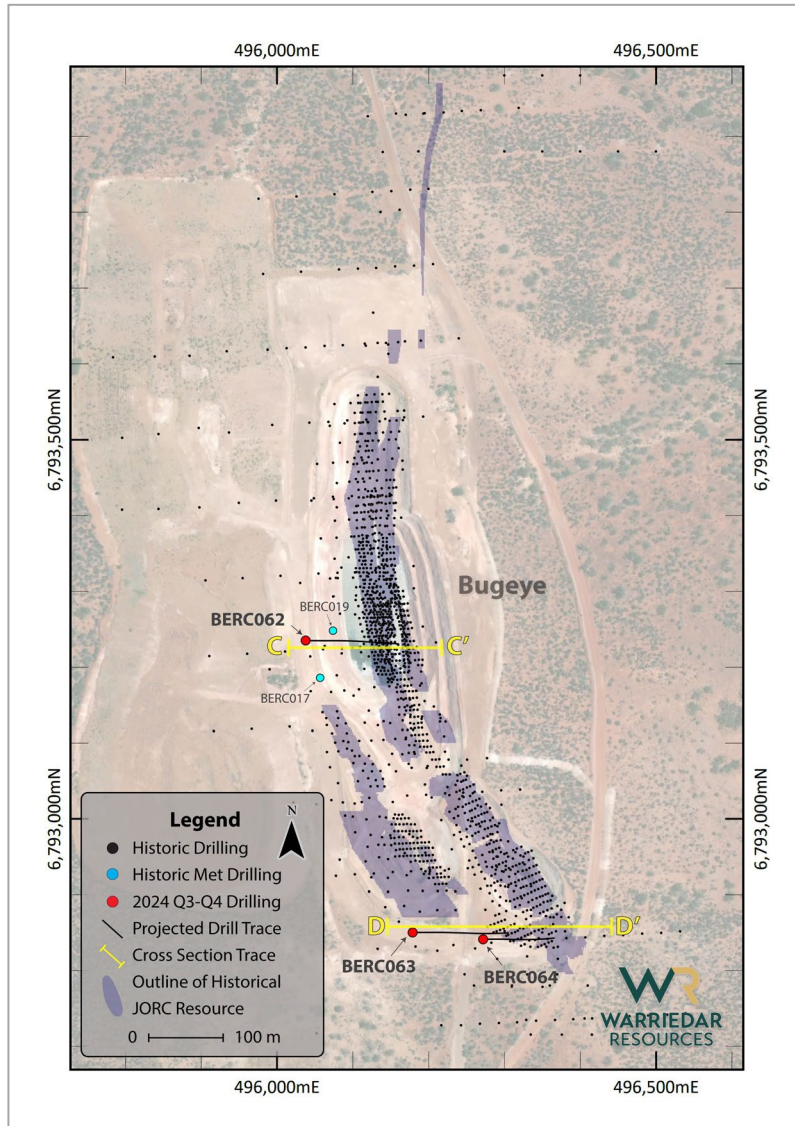 496,000mE
496,500mE
6,793,500mN
6,793,500mN
Bugeye
BERC019
BERC062
C
C'
BERC017
6,793,000mN
6,793,000mN
Legend
N
Historic Drilling
Historic Met Drilling
2024 Q3-Q4 Drilling
Projected Drill Trace
Cross Section Trace
Outline of Historical
JORC Resource
0
100 m
D
D'
BERC063
BERC064
WR
WARRIEDAR
RESOURCES
496,000mE
496,500mE